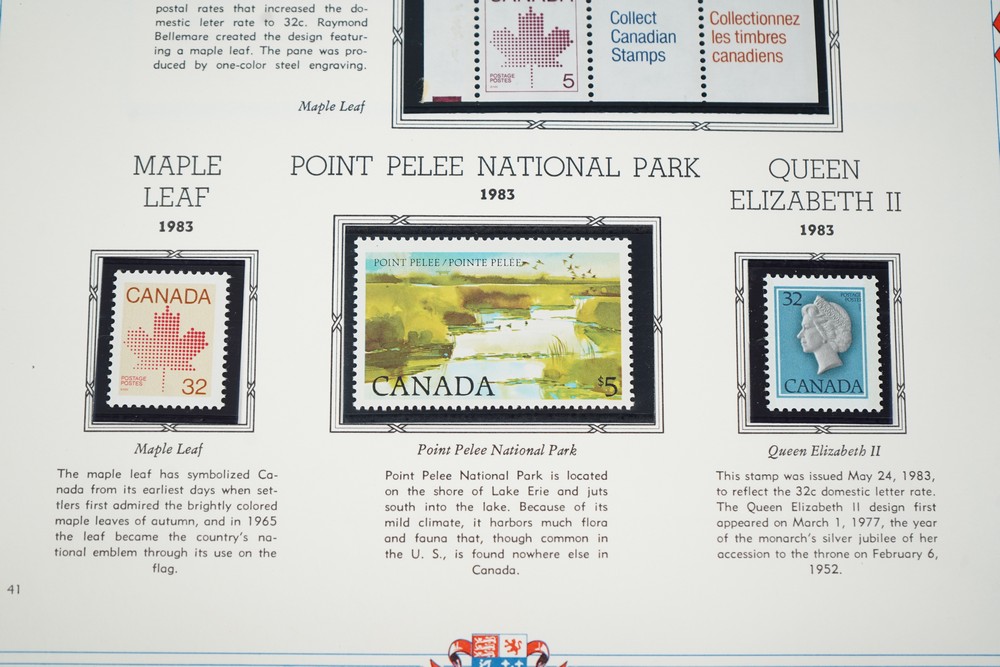 postal rates that increased the do-
mestic leter rate to 32c. Raymond
Bellemare created the design featur-
ing a maple leaf. The pane was pro-
duced by one-color steel engraving.
Maple Leaf
CANADA
POSTAGE
POSTES
5
Collect
Canadian
Stamps
Collectionnez
les timbres
canadiens
MAPLE
LEAF
1983
CANADA
POSTAGE
POSTES
32
Maple Leaf
The maple leaf has symbolized Ca-
nada from its earliest days when set-
tlers first admired the brightly colored
maple leaves of autumn, and in 1965
the leaf became the country's na-
tional emblem through its use on the
flag.
POINT PELEE NATIONAL PARK
1983
POINT PELEE / POINTE PELEE
CANADA
$5
Point Pelee National Park
Point Pelee National Park is located
on the shore of Lake Erie and juts
south into the lake. Because of its
mild climate, it harbors much flora
and fauna that, though common in
the U. S., is found nowhere else in
Canada.
QUEEN
ELIZABETH II
1983
32
POSTAGE
POSTES
CANADA
Queen Elizabeth II
This stamp was issued May 24, 1983,
to reflect the 32c domestic letter rate.
The Queen Elizabeth II design first
appeared on March 1, 1977, the year
of the monarch's silver jubilee of her
accession to the throne on February 6,
1952.
41